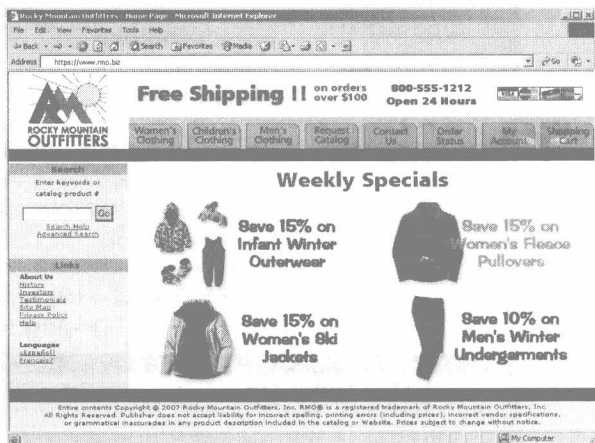 Rocky Mountain Outfitters - Home Page - Microsoft Internet Explorer
File Edit View Favorites Tools Help
Back Search Favorites Media
Address https://www.rmo.biz Go
Free Shipping !! on orders over $100
800-555-1212
Open 24 Hours
ROCKY MOUNTAIN
OUTFITTERS
Women's Clothing
Children's Clothing
Men's Clothing
Request Catalog
Contact Us
Order Status
My Account
Shopping Cart
Search
Enter keywords or
catalog product #
Go
Search Help
Advanced Search
Links
About Us
History
Investors
Testimonials
Site Map
Privacy Policy
Help
Languages
¿Español?
Français?
Weekly Specials
Save 15% on
Infant Winter
Outerwear
Save 15% on
Women's Fleece
Pullovers
Save 15% on
Women's Ski
Jackets
Save 10% on
Men's Winter
Undergarments
Entire contents Copyright @ 2007 Rocky Mountain Outfitters, Inc. RMO® is a registered trademark of Rocky Mountain Outfitters, Inc.
All Rights Reserved. Publisher does not accept liability for incorrect spelling, printing errors (including prices), incorrect vendor specifications,
or grammatical inaccuracies in any product description included in the catalog or Website. Prices subject to change without notice.
My Computer